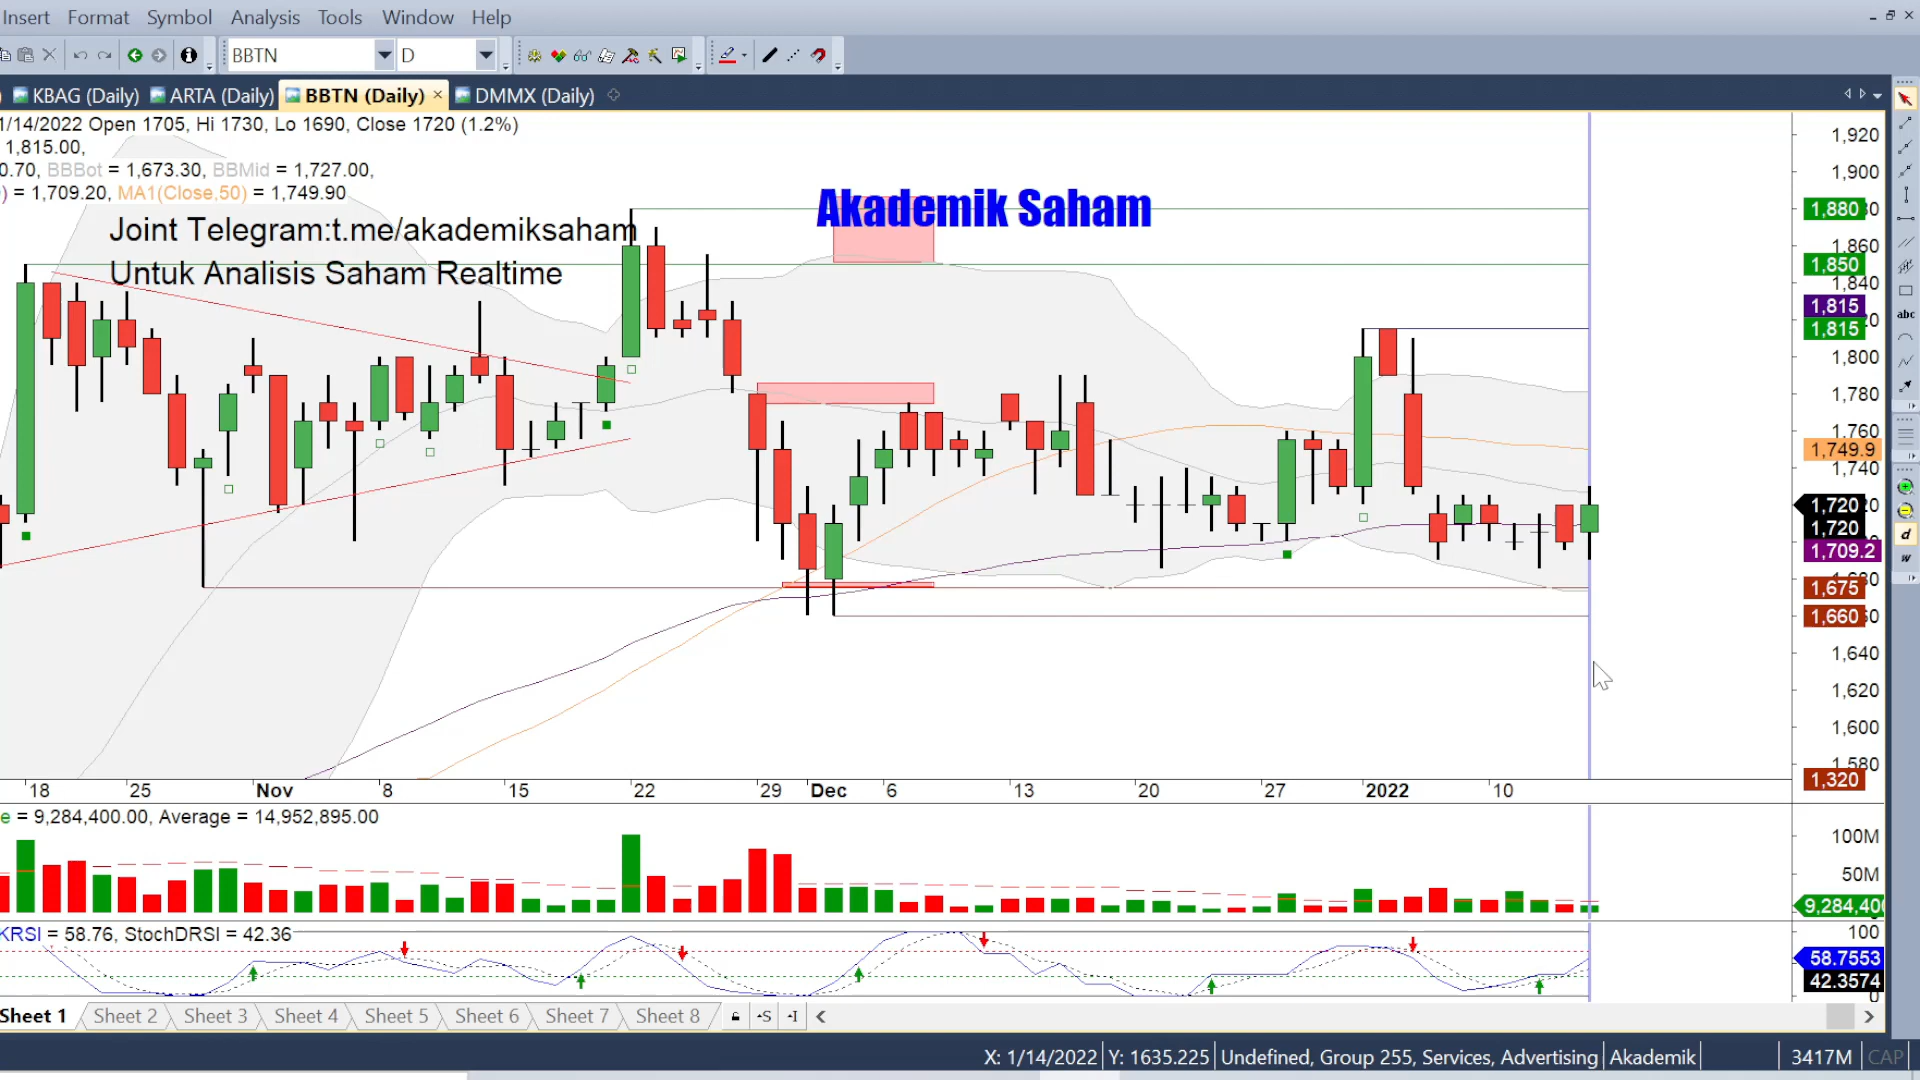 Insert Format Symbol Analysis Tools Window Help
BBTN D
KBAG (Daily) ARTA (Daily) BBTN (Daily) × DMMX (Daily)
1/14/2022 Open 1705, Hi 1730, Lo 1690, Close 1720 (1.2%)
1,815.00,
0.70, BBBot = 1,673.30, BBMid = 1,727.00,
) = 1,709.20, MA1(Close,50) = 1,749.90
Joint Telegram:t.me/akademiksaham
Untuk Analisis Saham Realtime
Akademik Saham
1,920
1,900
1,880
1,860
1,850
1,840
1,815
1,815
1,800
1,780
1,760
1,749.9
1,740
1,720
1,720
1,709.2
1,675
1,660
1,640
1,620
1,600
1,580
1,320
18 25 Nov 8 15 22 29 Dec 6 13 20 27 2022 10
e = 9,284,400.00, Average = 14,952,895.00
100M
50M
9,284,400
KRSI = 58.76, StochDRSI = 42.36
100
58.7553
42.3574
0
abc
d
w
Sheet 1 Sheet 2 Sheet 3 Sheet 4 Sheet 5 Sheet 6 Sheet 7 Sheet 8
X: 1/14/2022 Y: 1635.225 Undefined, Group 255, Services, Advertising Akademik 3417M CAP